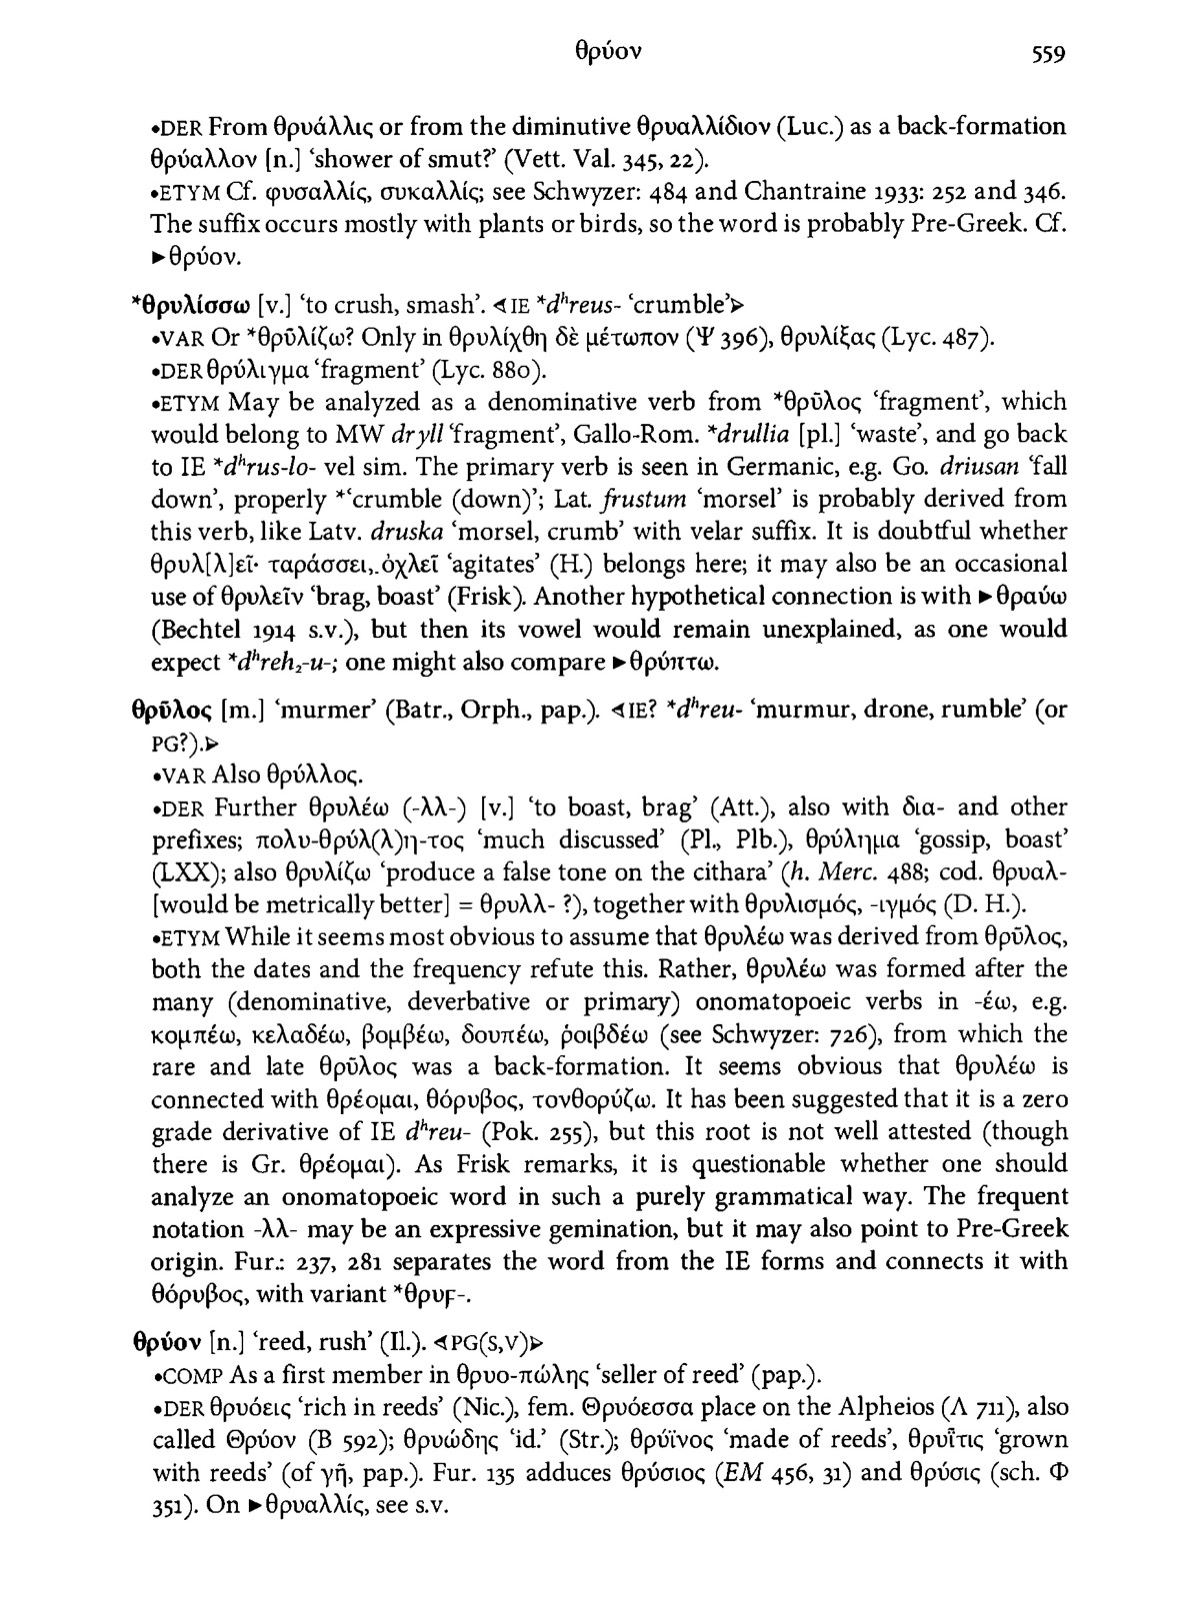 θρύον 559
•DER From θρυάλλις or from the diminutive θρυαλλίδιον (Luc.) as a back-formation
θρύαλλον [n.] ‘shower of smut?’ (Vett. Val. 345, 22).
•ETYM Cf. φυσαλλίς, συκαλλίς; see Schwyzer: 484 and Chantraine 1933: 252 and 346.
The suffix occurs mostly with plants or birds, so the word is probably Pre-Greek. Cf.
►θρύον.
*θρυλίσσω [v.] ‘to crush, smash’. ⊲IE *dʰreus- ‘crumble’⊳
•VAR Or *θρῡλίζω? Only in θρυλίχθη δὲ μέτωπον (Ψ 396), θρυλίξας (Lyc. 487).
•DER θρύλιγμα ‘fragment’ (Lyc. 880).
•ETYM May be analyzed as a denominative verb from *θρῦλος ‘fragment’, which
would belong to MW dryll ‘fragment’, Gallo-Rom. *drullia [pl.] ‘waste’, and go back
to IE *dʰrus-lo- vel sim. The primary verb is seen in Germanic, e.g. Go. driusan ‘fall
down’, properly *‘crumble (down)’; Lat. frustum ‘morsel’ is probably derived from
this verb, like Latv. druska ‘morsel, crumb’ with velar suffix. It is doubtful whether
θρυλ[λ]εῖ· ταράσσει, ὀχλεῖ ‘agitates’ (H.) belongs here; it may also be an occasional
use of θρυλεῖν ‘brag, boast’ (Frisk). Another hypothetical connection is with ►θραύω
(Bechtel 1914 s.v.), but then its vowel would remain unexplained, as one would
expect *dʰreh₂-u-; one might also compare ►θρύπτω.
θρῦλος [m.] ‘murmer’ (Batr., Orph., pap.). ⊲IE? *dʰreu- ‘murmur, drone, rumble’ (or
PG?).⊳
•VAR Also θρύλλος.
•DER Further θρυλέω (-λλ-) [v.] ‘to boast, brag’ (Att.), also with δια- and other
prefixes; πολυ-θρύλ(λ)η-τος ‘much discussed’ (Pl., Plb.), θρύλημα ‘gossip, boast’
(LXX); also θρυλίζω ‘produce a false tone on the cithara’ (h. Merc. 488; cod. θρυαλ-
[would be metrically better] = θρυλλ- ?), together with θρυλισμός, -ιγμός (D. H.).
•ETYM While it seems most obvious to assume that θρυλέω was derived from θρῦλος,
both the dates and the frequency refute this. Rather, θρυλέω was formed after the
many (denominative, deverbative or primary) onomatopoeic verbs in -έω, e.g.
κομπέω, κελαδέω, βομβέω, δουπέω, ῥοιβδέω (see Schwyzer: 726), from which the
rare and late θρῦλος was a back-formation. It seems obvious that θρυλέω is
connected with θρέομαι, θόρυβος, τονθορύζω. It has been suggested that it is a zero
grade derivative of IE dʰreu- (Pok. 255), but this root is not well attested (though
there is Gr. θρέομαι). As Frisk remarks, it is questionable whether one should
analyze an onomatopoeic word in such a purely grammatical way. The frequent
notation -λλ- may be an expressive gemination, but it may also point to Pre-Greek
origin. Fur.: 237, 281 separates the word from the IE forms and connects it with
θόρυβος, with variant *θρυϝ-.
θρύον [n.] ‘reed, rush’ (Il.). ⊲PG(S,V)⊳
•COMP As a first member in θρυο-πώλης ‘seller of reed’ (pap.).
•DER θρυόεις ‘rich in reeds’ (Nic.), fem. Θρυόεσσα place on the Alpheios (Λ 711), also
called Θρύον (B 592); θρυώδης ‘id.’ (Str.); θρύϊνος ‘made of reeds’, θρυῖτις ‘grown
with reeds’ (of γῆ, pap.). Fur. 135 adduces θρύσιος (EM 456, 31) and θρύσις (sch. Φ
351). On ►θρυαλλίς, see s.v.